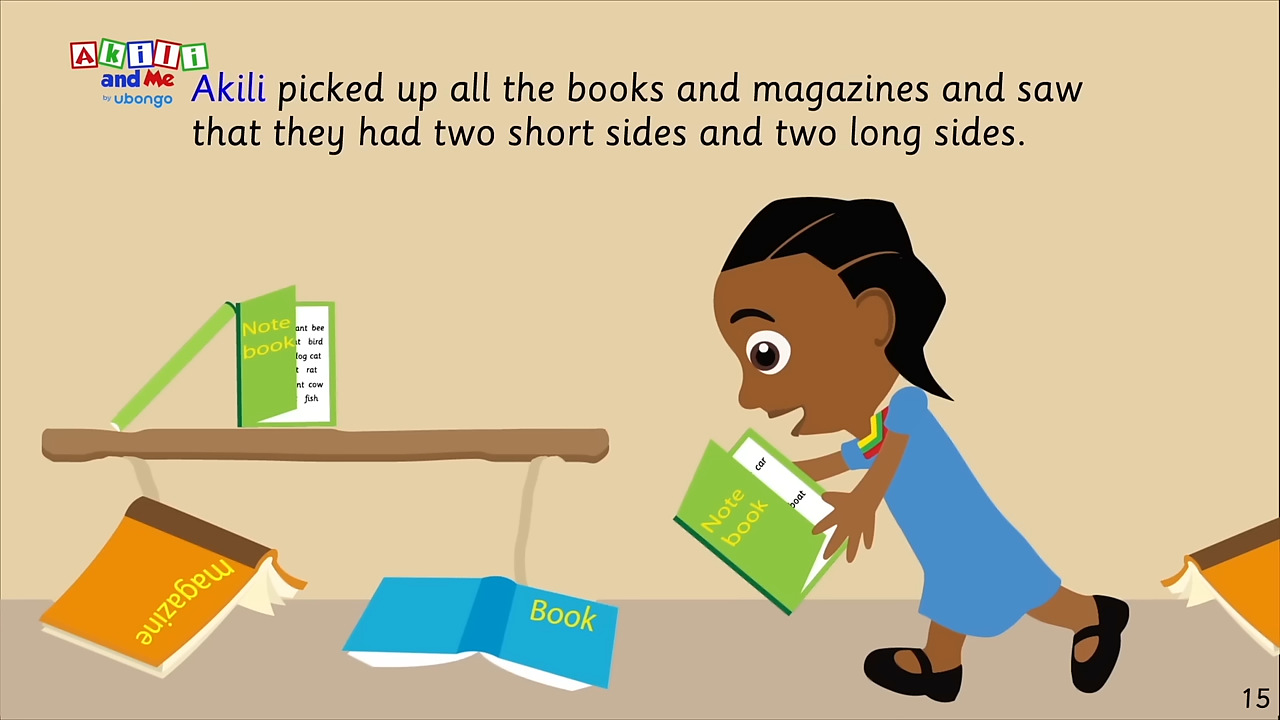 Akili
and Me
by ubongo
Akili picked up all the books and magazines and saw
that they had two short sides and two long sides.
Note
book
ant bee
bird
cat
rat
cow
fish
car
boat
Note
book
magazine
Book
15